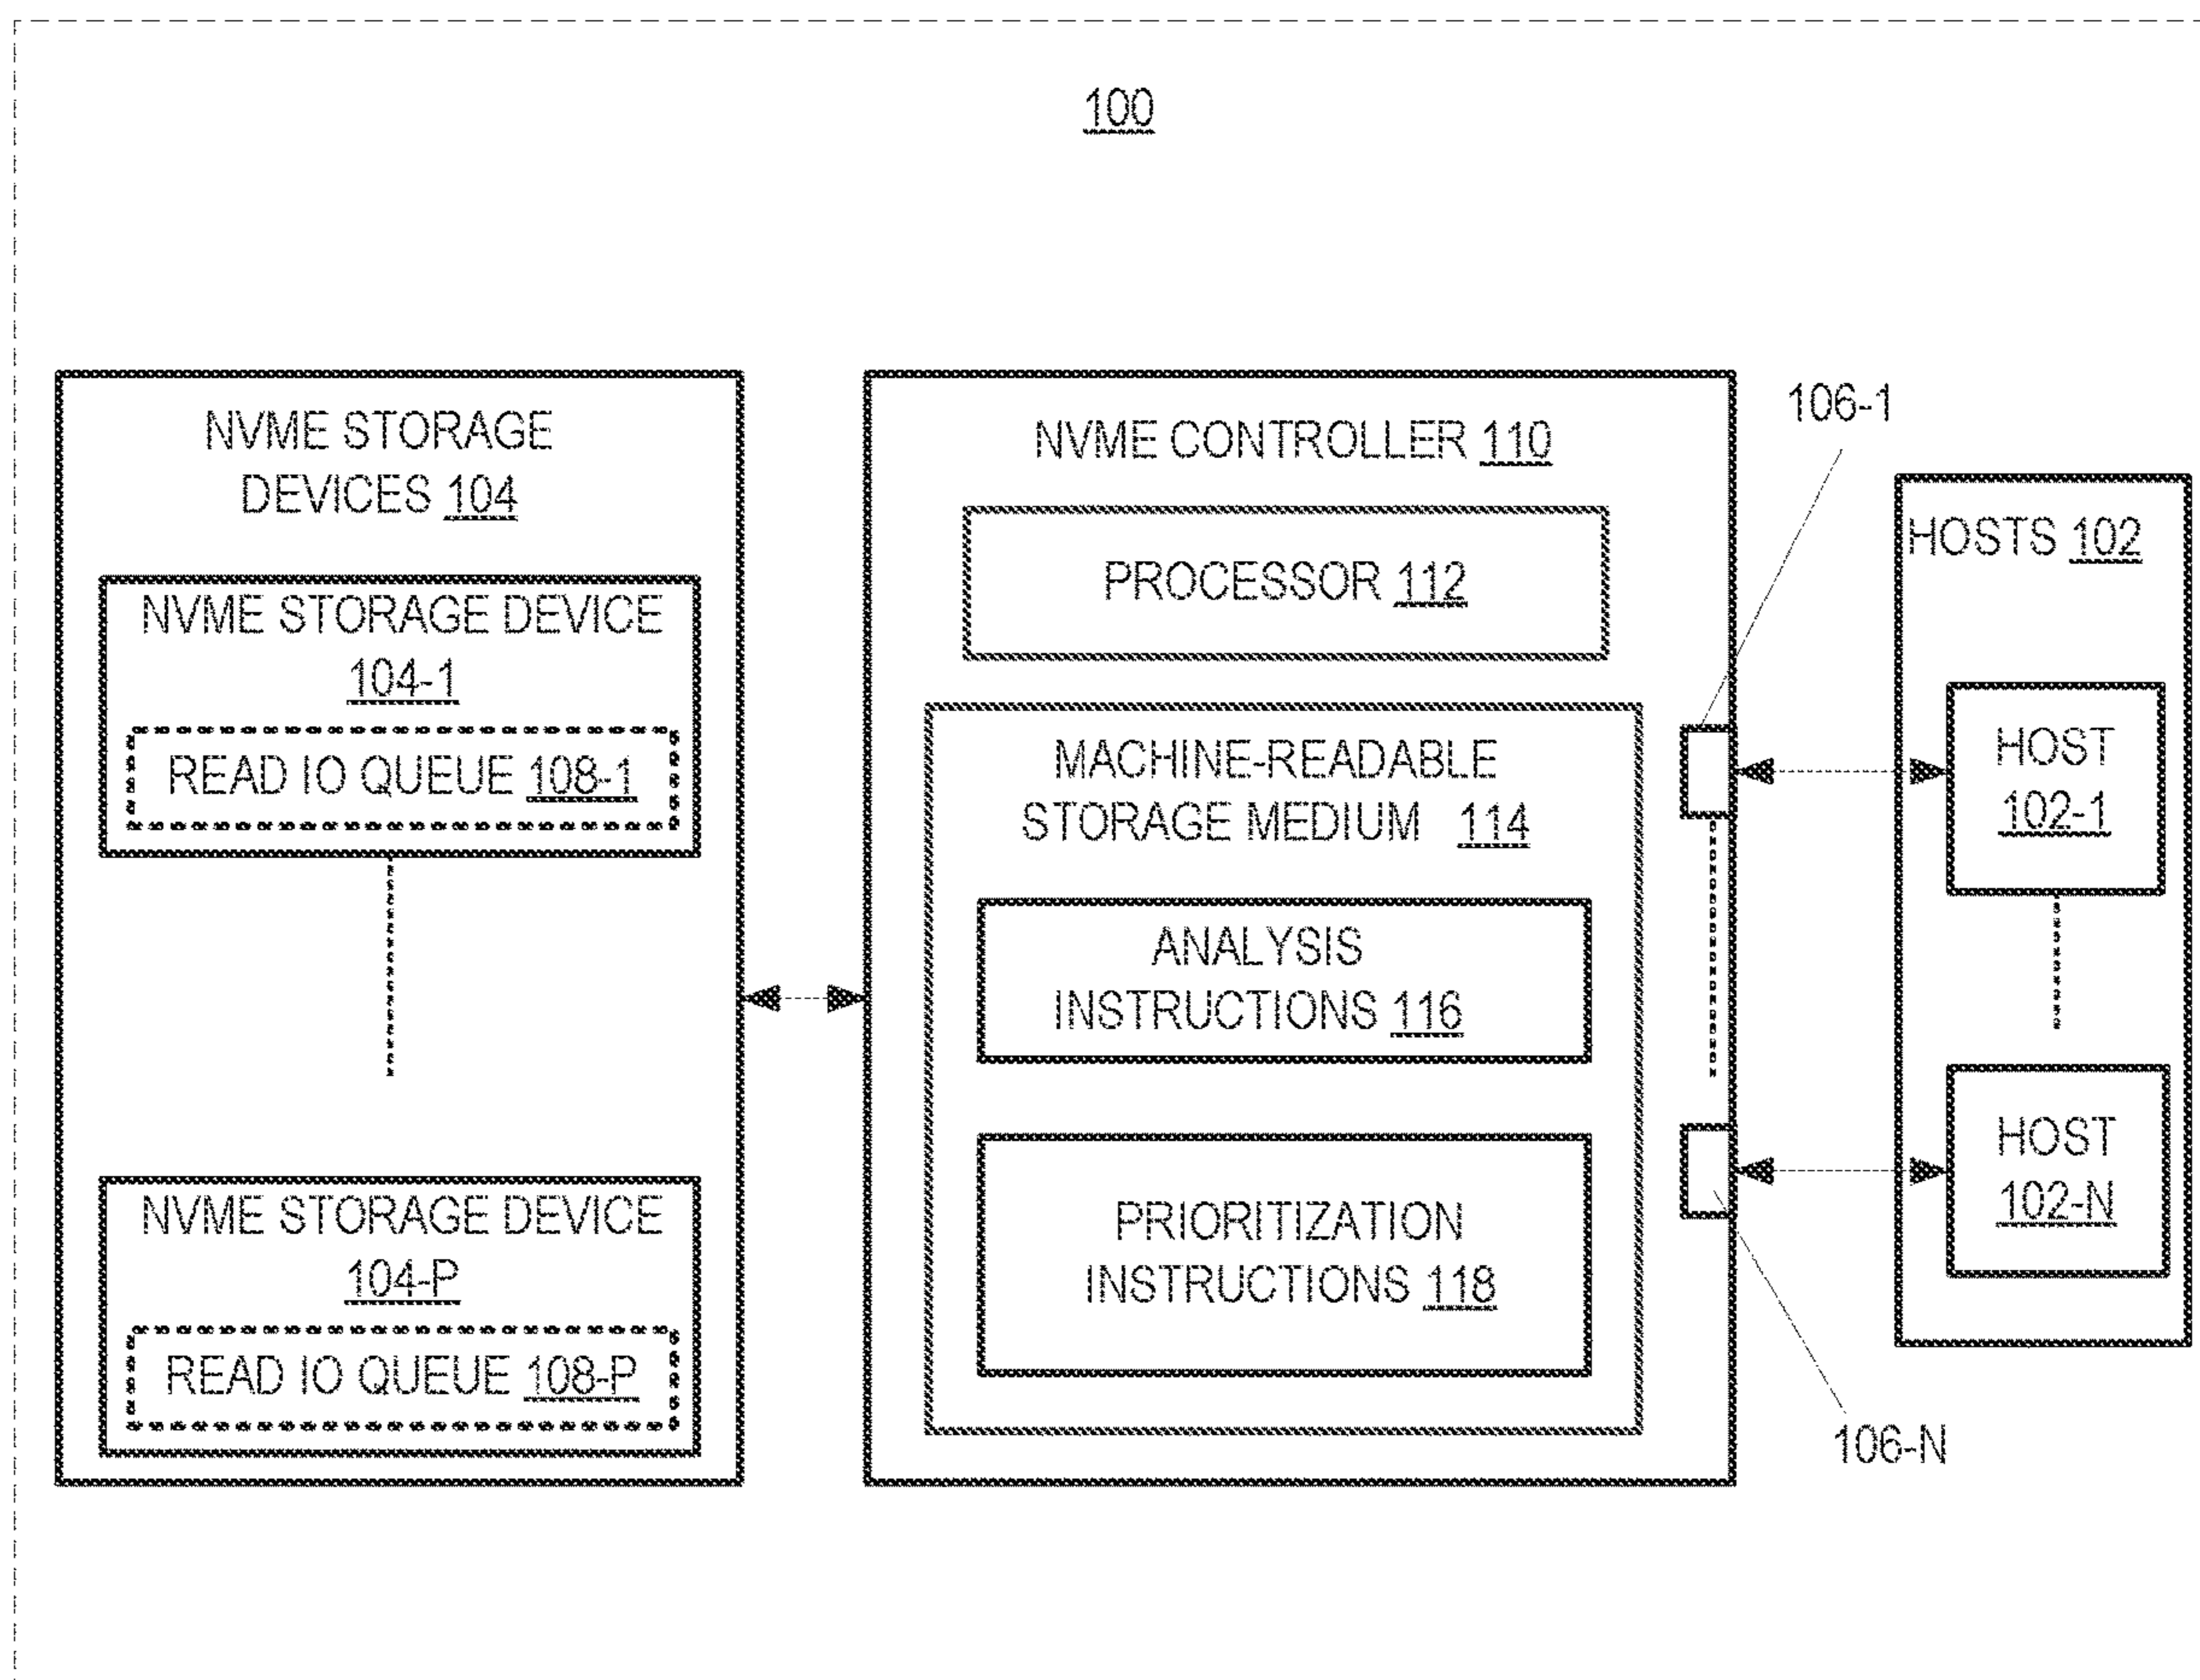 100
NVME STORAGE
DEVICES 104
NVME STORAGE DEVICE
104-1
READ IO QUEUE 108-1
NVME STORAGE DEVICE
104-P
READ IO QUEUE 108-P
NVME CONTROLLER 110
PROCESSOR 112
MACHINE-READABLE
STORAGE MEDIUM 114
ANALYSIS
INSTRUCTIONS 116
PRIORITIZATION
INSTRUCTIONS 118
106-1
106-N
HOSTS 102
HOST
102-1
HOST
102-N